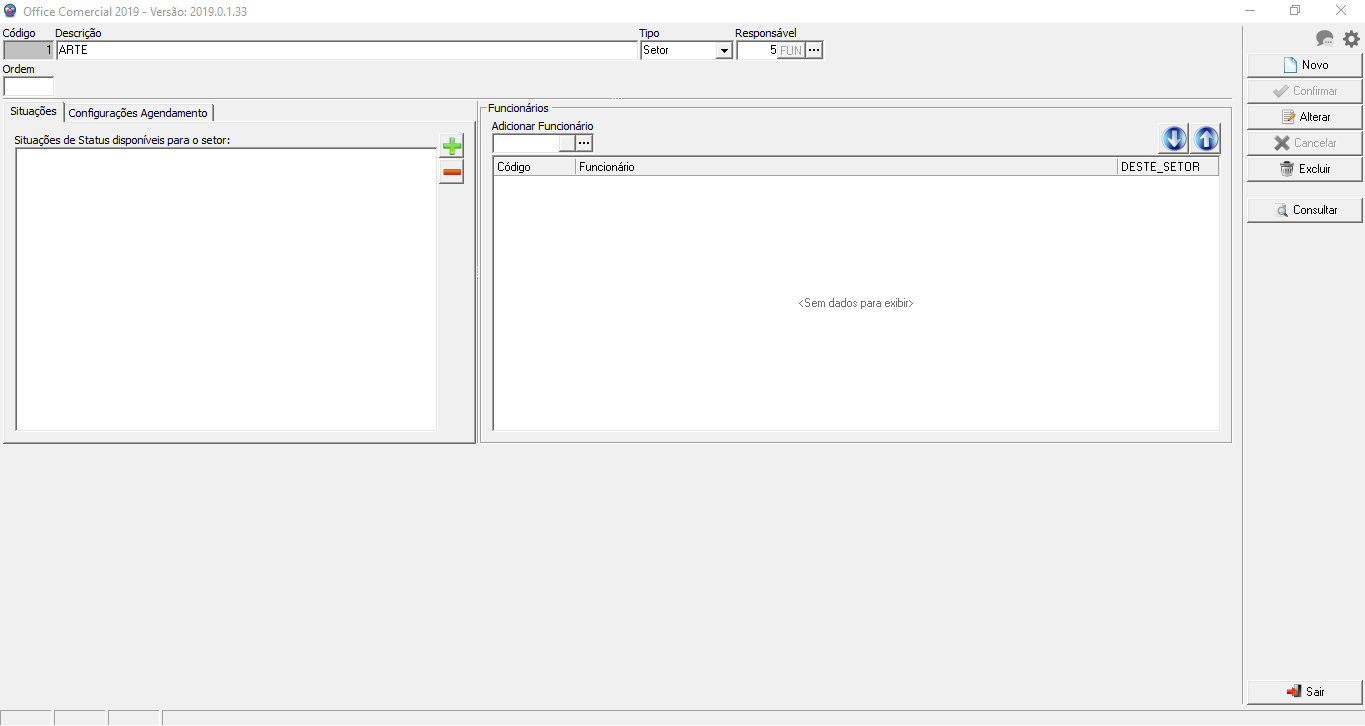 Office Comercial 2019 - Versão: 2019.0.1.33
Código Descrição Tipo Responsável
1 ARTE Setor 5 FUN ...
Ordem
Situações Configurações Agendamento
Situações de Status disponíveis para o setor:
Funcionários
Adicionar Funcionário
...
Código Funcionário DESTE_SETOR
<Sem dados para exibir>
Novo
Confirmar
Alterar
Cancelar
Excluir
Consultar
Sair